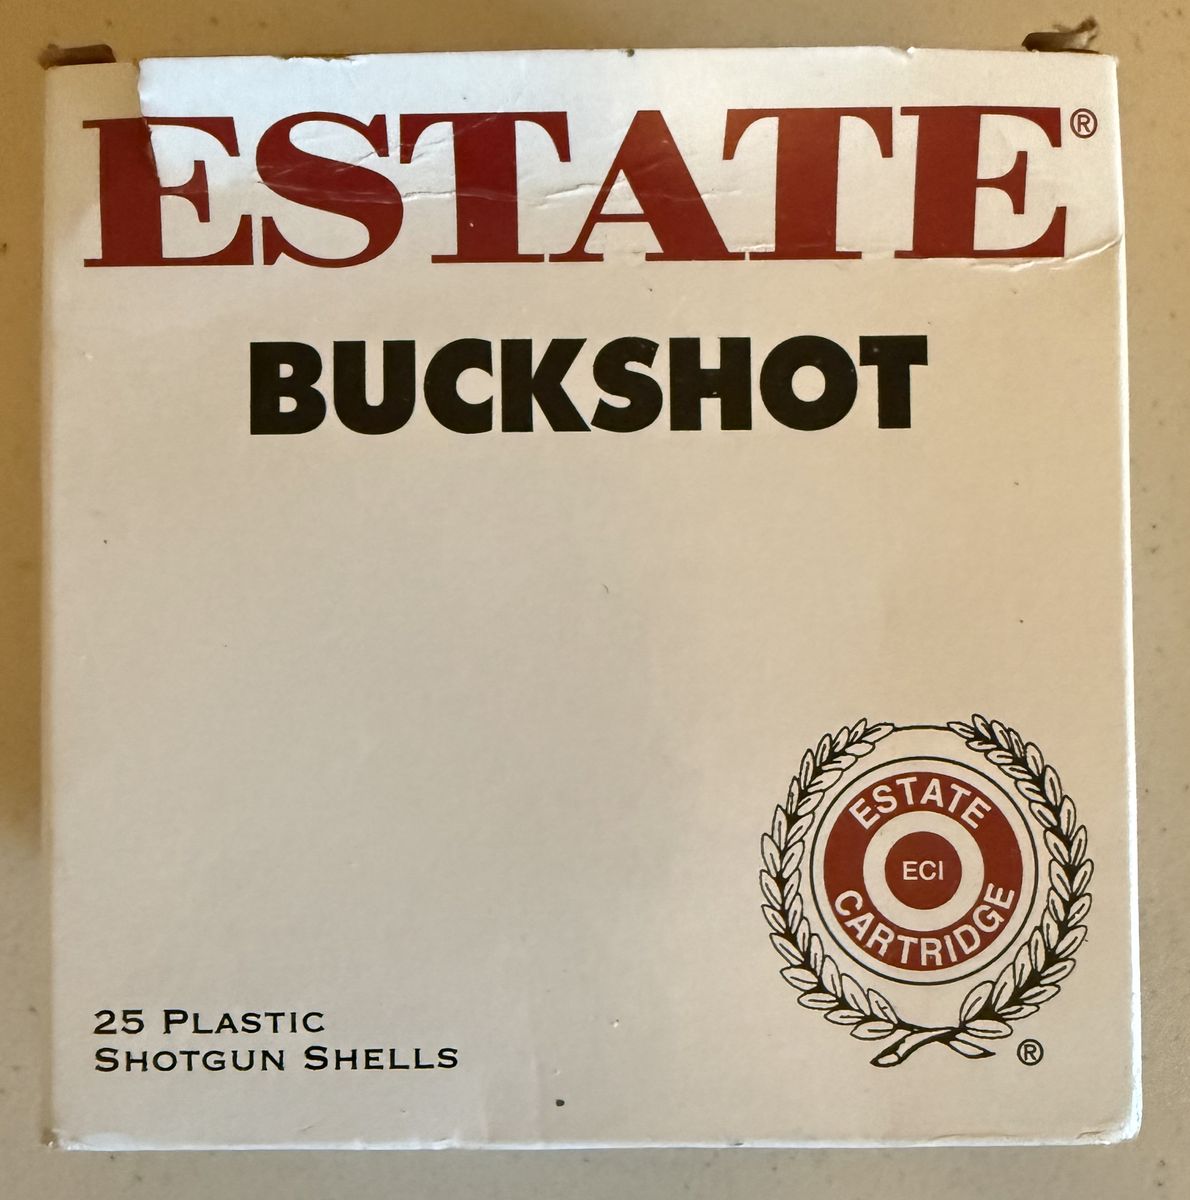 ESTATE®
BUCKSHOT
ESTATE
ECI
CARTRIDGE
®
25 PLASTIC
SHOTGUN SHELLS